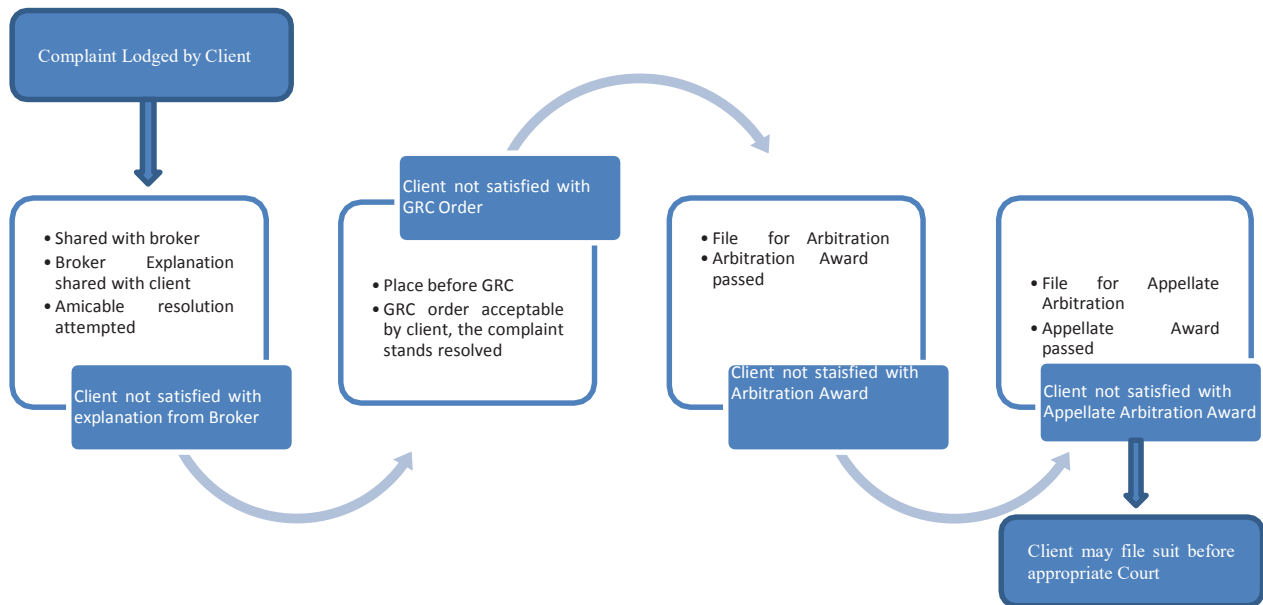 Complaint Lodged by Client
• Shared with broker
• Broker Explanation
shared with client
• Amicable resolution
attempted
Client not satisfied with
explanation from Broker
Client not satisfied with
GRC Order
• Place before GRC
• GRC order acceptable
by client, the complaint
stands resolved
• File for Arbitration
• Arbitration Award
passed
Client not staisfied with
Arbitration Award
• File for Appellate
Arbitration
• Appellate Award
passed
Client not satisfied with
Appellate Arbitration Award
Client may file suit before
appropriate Court